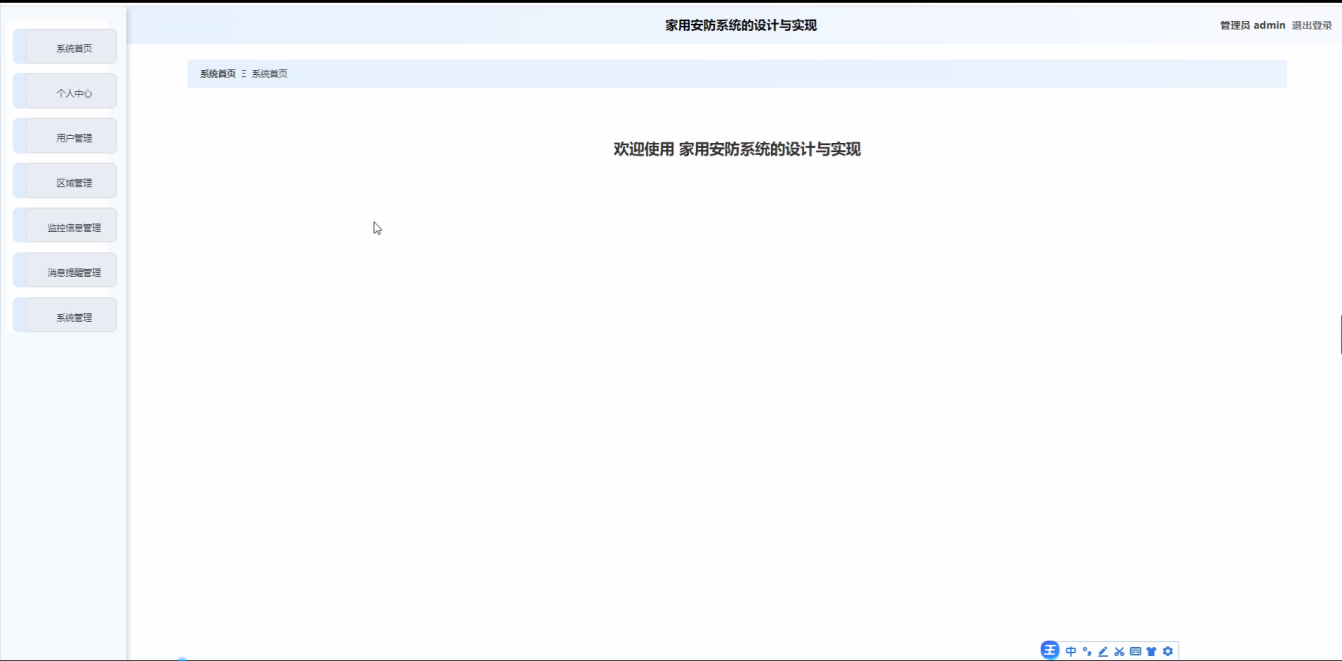 家用安防系统的设计与实现
管理员 admin 退出登录
系统首页
个人中心
用户管理
区域管理
监控信息管理
消息提醒管理
系统管理
系统首页 Ξ 系统首页
欢迎使用 家用安防系统的设计与实现
王 中